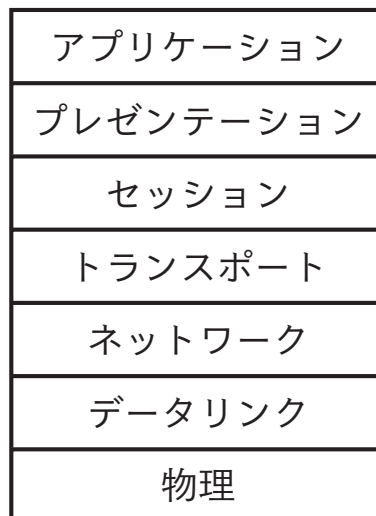 アプリケーション
プレゼンテーション
セッション
トランスポート
ネットワーク
データリンク
物理